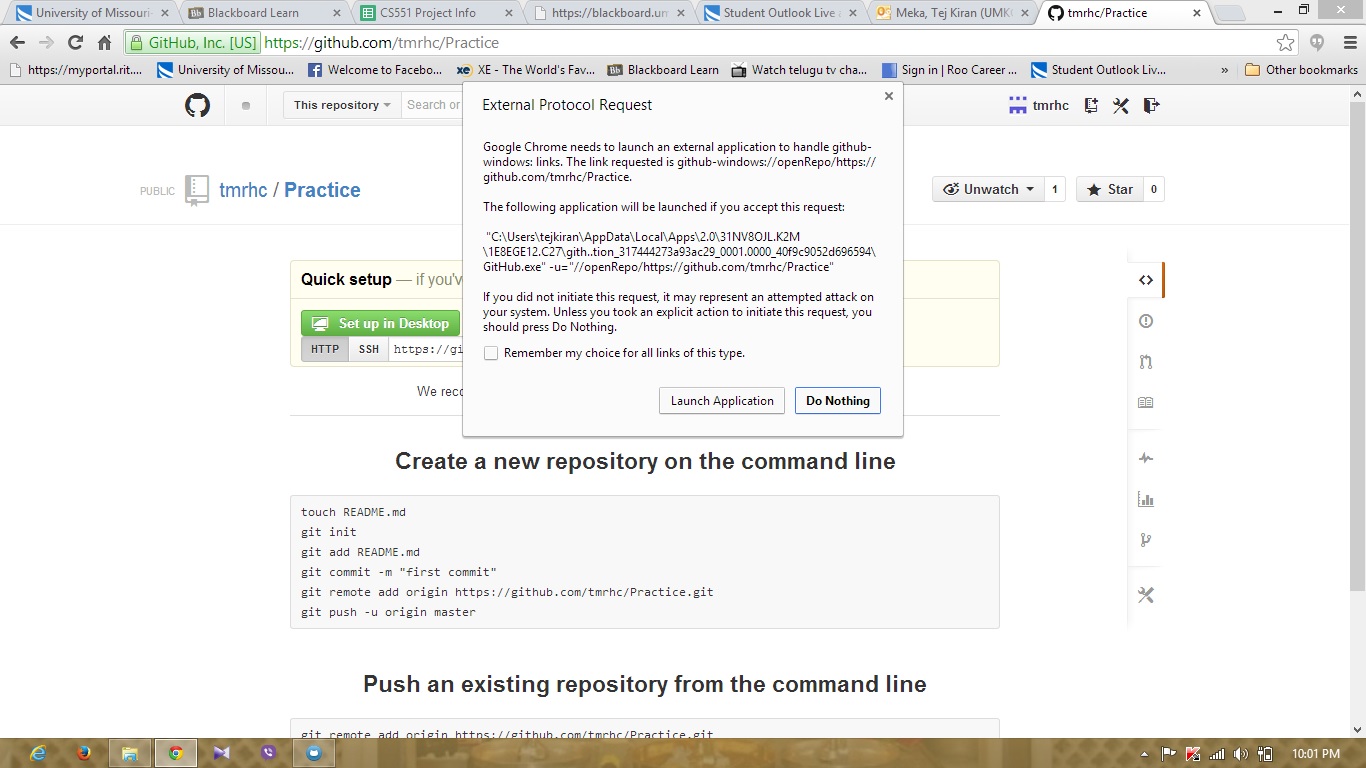 University of Missouri-
Blackboard Learn
CS551 Project Info
https://blackboard.um
Student Outlook Live
Meka, Tej Kiran (UMK
tmrhc/Practice
GitHub, Inc. [US] https://github.com/tmrhc/Practice
https://myportal.rit....
University of Missou...
Welcome to Facebo...
XE - The World's Fav...
Blackboard Learn
Watch telugu tv cha...
Sign in | Roo Career ...
Student Outlook Liv...
»
Other bookmarks
This repository
Search or
tmrhc
External Protocol Request
Google Chrome needs to launch an external application to handle github-
windows: links. The link requested is github-windows://openRepo/https://
github.com/tmrhc/Practice.
The following application will be launched if you accept this request:
"C:\Users\tejkiran\AppData\Local\Apps\2.0\31NV8OJL.K2M
\1E8EGE12.C27\gith..tion_317444273a93ac29_0001.0000_40f9c9052d696594\
GitHub.exe" -u="//openRepo/https://github.com/tmrhc/Practice"
If you did not initiate this request, it may represent an attempted attack on
your system. Unless you took an explicit action to initiate this request, you
should press Do Nothing.
Remember my choice for all links of this type.
Launch Application
Do Nothing
PUBLIC
tmrhc / Practice
Unwatch
1
Star
0
Quick setup — if you've
Set up in Desktop
HTTP
SSH
https://gi
We reco
Create a new repository on the command line
touch README.md
git init
git add README.md
git commit -m "first commit"
git remote add origin https://github.com/tmrhc/Practice.git
git push -u origin master
Push an existing repository from the command line
git remote add origin https://github.com/tmrhc/Practice.git
10:01 PM